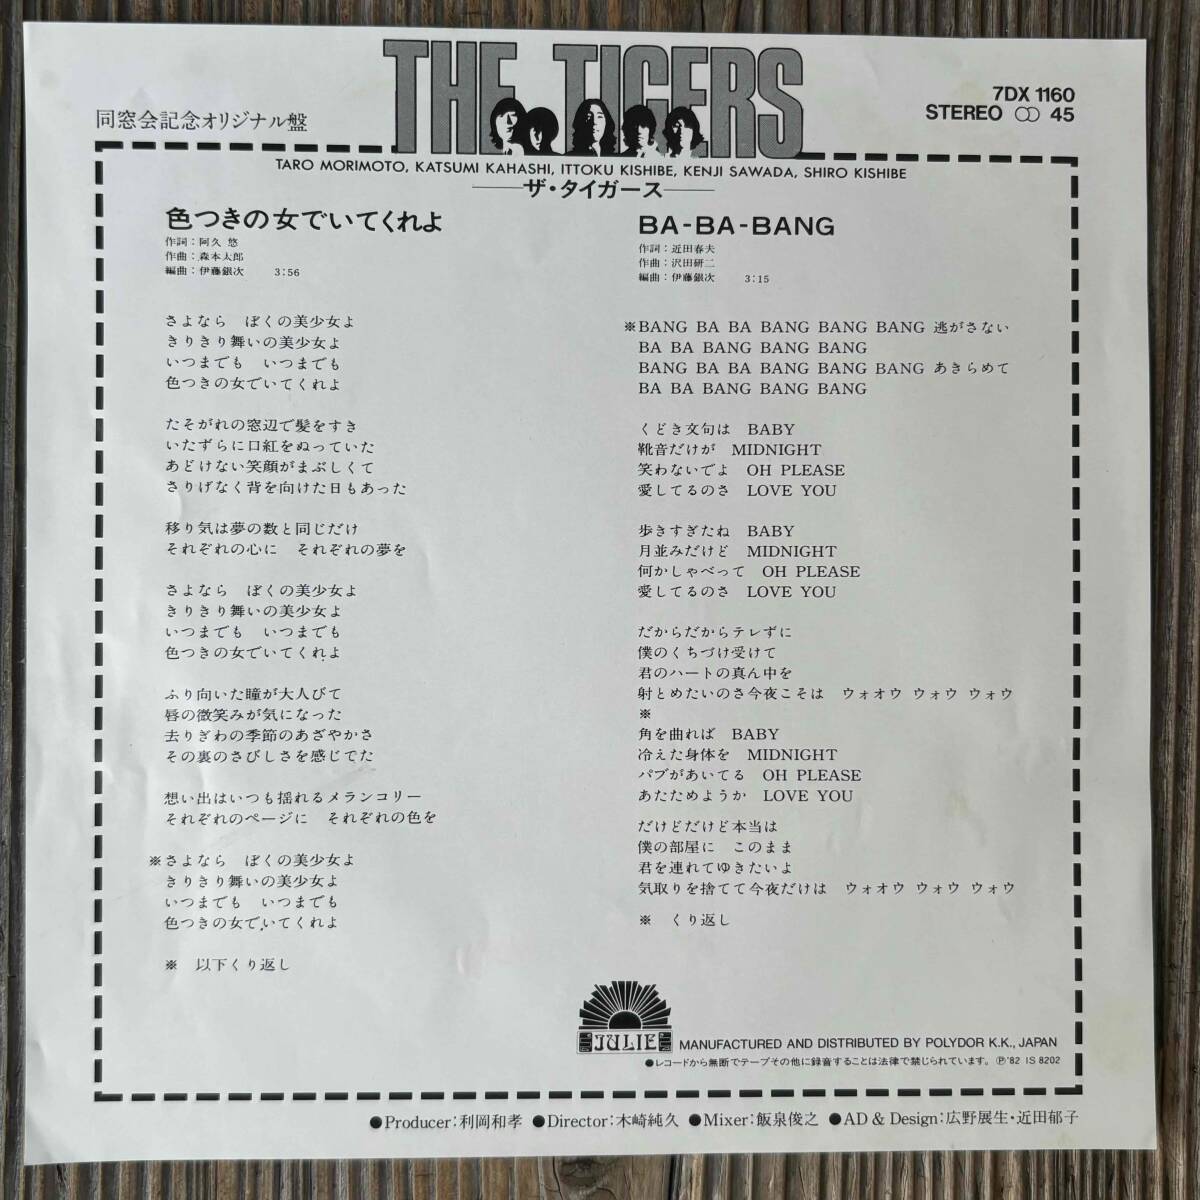 THE TIGERS
同窓会記念オリジナル盤
7DX 1160
STEREO 45
TARO MORIMOTO, KATSUMI KAHASHI, ITTOKU KISHIBE, KENJI SAWADA, SHIRO KISHIBE
ザ・タイガース
色つきの女でいてくれよ
作詞：阿久 悠
作曲：森本太郎
編曲：伊藤銀次 3:56
さよなら ぼくの美少女よ
きりきり舞いの美少女よ
いつまでも いつまでも
色つきの女でいてくれよ
たそがれの窓辺で髪をすき
いたずらに口紅をぬっていた
あどけない笑顔がまぶしくて
さりげなく背を向けた日もあった
移り気は夢の数と同じだけ
それぞれの心に それぞれの夢を
さよなら ぼくの美少女よ
きりきり舞いの美少女よ
いつまでも いつまでも
色つきの女でいてくれよ
ふり向いた瞳が大人びて
唇の微笑みが気になった
去りぎわの季節のあざやかさ
その裏のさびしさを感じてた
想い出はいつも揺れるメランコリー
それぞれのページに それぞれの色を
※さよなら ぼくの美少女よ
きりきり舞いの美少女よ
いつまでも いつまでも
色つきの女でいてくれよ
※ 以下くり返し
BA-BA-BANG
作詞：近田春夫
作曲：沢田研二
編曲：伊藤銀次 3:15
※BANG BA BA BANG BANG BANG 逃がさない
BA BA BANG BANG BANG
BANG BA BA BANG BANG BANG あきらめて
BA BA BANG BANG BANG
くどき文句は BABY
靴音だけが MIDNIGHT
笑わないでよ OH PLEASE
愛してるのさ LOVE YOU
歩きすぎたね BABY
月並みだけど MIDNIGHT
何かしゃべって OH PLEASE
愛してるのさ LOVE YOU
だからだからテレずに
僕のくちづけ受けて
君のハートの真ん中を
射とめたいのさ今夜こそは ウォオウ ウォウ ウォウ
※
角を曲れば BABY
冷えた身体を MIDNIGHT
パブがあいてる OH PLEASE
あたためようか LOVE YOU
だけどだけど本当は
僕の部屋に このまま
君を連れてゆきたいよ
気取りを捨てて今夜だけは ウォオウ ウォウ ウォウ
※ くり返し
JULIE
MANUFACTURED AND DISTRIBUTED BY POLYDOR K.K., JAPAN
●レコードから無断でテープその他に録音することは法律で禁じられています。Ⓟ'82 IS 8202
●Producer：利岡和孝 ●Director：木崎純久 ●Mixer：飯泉俊之 ●AD & Design：広野展生・近田郁子